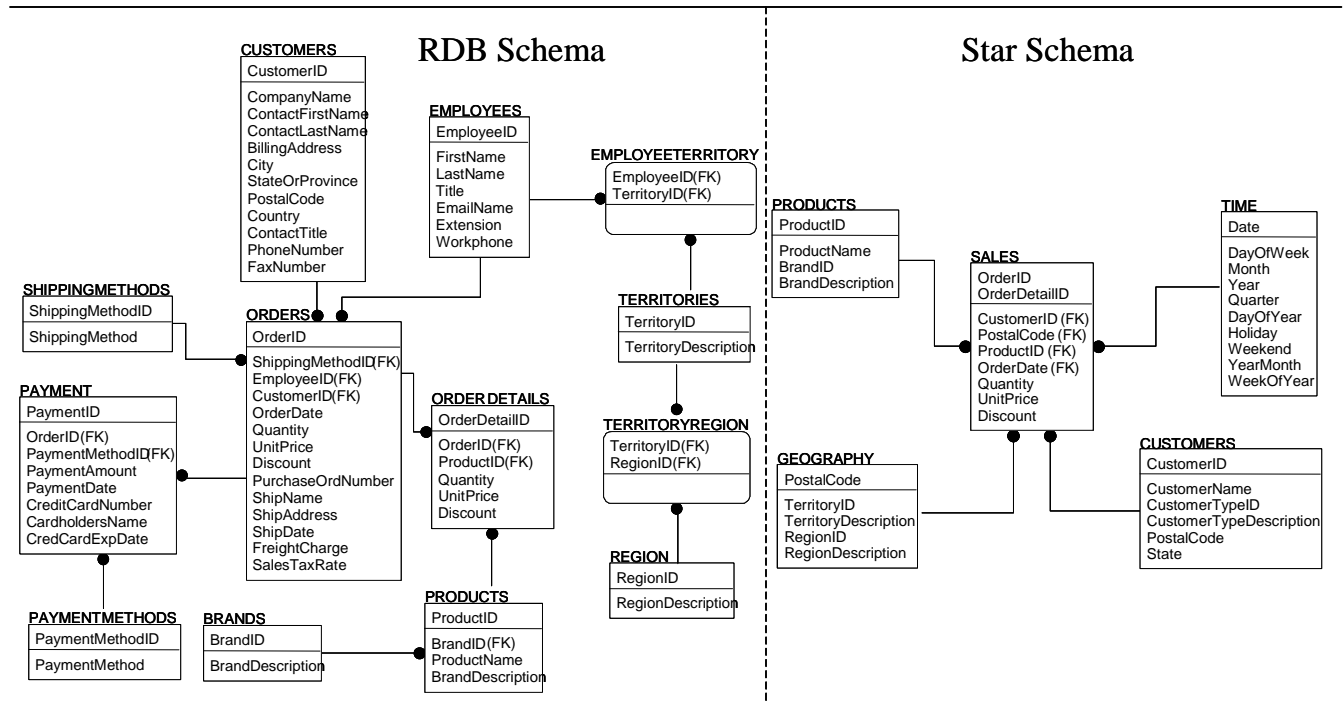 RDB Schema
Star Schema
CUSTOMERS
CustomerID
CompanyName
ContactFirstName
ContactLastName
BillingAddress
City
StateOrProvince
PostalCode
Country
ContactTitle
PhoneNumber
FaxNumber
EMPLOYEES
EmployeeID
FirstName
LastName
Title
EmailName
Extension
Workphone
EMPLOYEETERRITORY
EmployeeID(FK)
TerritoryID(FK)
SHIPPINGMETHODS
ShippingMethodID
ShippingMethod
ORDERS
OrderID
ShippingMethodID(FK)
EmployeeID(FK)
CustomerID(FK)
OrderDate
Quantity
UnitPrice
Discount
PurchaseOrdNumber
ShipName
ShipAddress
ShipDate
FreightCharge
SalesTaxRate
TERRITORIES
TerritoryID
TerritoryDescription
PAYMENT
PaymentID
OrderID(FK)
PaymentMethodID(FK)
PaymentAmount
PaymentDate
CreditCardNumber
CardholdersName
CredCardExpDate
ORDER DETAILS
OrderDetailID
OrderID(FK)
ProductID(FK)
Quantity
UnitPrice
Discount
TERRITORYREGION
TerritoryID(FK)
RegionID(FK)
REGION
RegionID
RegionDescription
PAYMENTMETHODS
PaymentMethodID
PaymentMethod
BRANDS
BrandID
BrandDescription
PRODUCTS
ProductID
BrandID(FK)
ProductName
BrandDescription
PRODUCTS
ProductID
ProductName
BrandID
BrandDescription
SALES
OrderID
OrderDetailID
CustomerID (FK)
PostalCode (FK)
ProductID (FK)
OrderDate (FK)
Quantity
UnitPrice
Discount
TIME
Date
DayOfWeek
Month
Year
Quarter
DayOfYear
Holiday
Weekend
YearMonth
WeekOfYear
GEOGRAPHY
PostalCode
TerritoryID
TerritoryDescription
RegionID
RegionDescription
CUSTOMERS
CustomerID
CustomerName
CustomerTypeID
CustomerTypeDescription
PostalCode
State